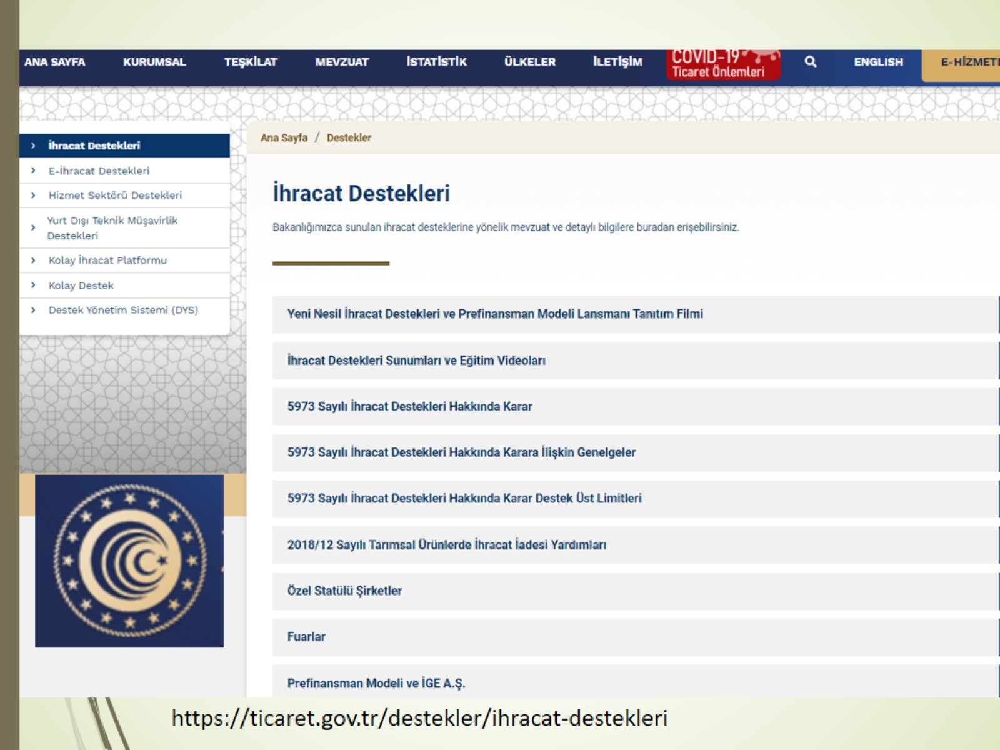 ANA SAYFA KURUMSAL TEŞKİLAT MEVZUAT İSTATİSTİK ÜLKELER İLETİŞİM COVID-19 ENGLISH
Ticaret Önlemleri
Ana Sayfa / Destekler
İhracat Destekleri
E-İhracat Destekleri
Hizmet Sektörü Destekleri
Yurt Dışı Teknik Müşavirlik
Destekleri
Kolay İhracat Platformu
Kolay Destek
Destek Yönetim Sistemi (DYS)
İhracat Destekleri
Bakanlığımızca sunulan ihracat desteklerine yönelik mevzuat ve detaylı bilgilere buradan erişebilirsiniz.
Yeni Nesil İhracat Destekleri ve Prefinansman Modeli Lansmanı Tanıtım Filmi
İhracat Destekleri Sunumları ve Eğitim Videoları
5973 Sayılı İhracat Destekleri Hakkında Karar
5973 Sayılı İhracat Destekleri Hakkında Karara İlişkin Genelgeler
5973 Sayılı İhracat Destekleri Hakkında Karar Destek Üst Limitleri
2018/12 Sayılı Tarımsal Ürünlerde İhracat İadesi Yardımları
Özel Statülü Şirketler
Fuarlar
Prefinansman Modeli ve İGE A.Ş.
https://ticaret.gov.tr/destekler/ihracat-destekleri